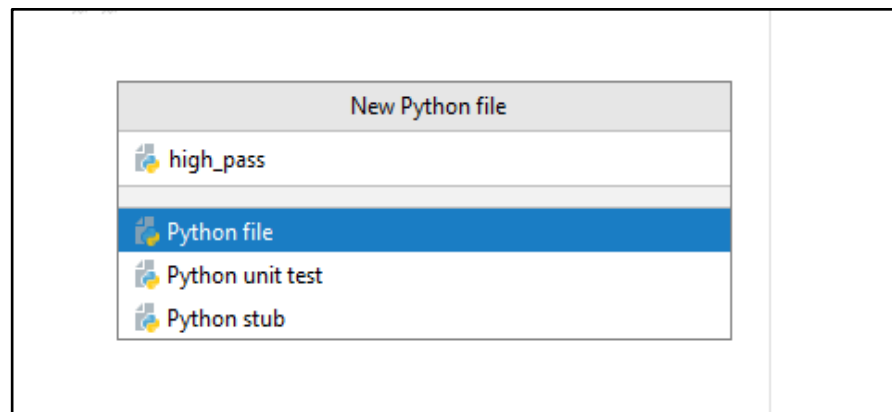 New Python file
high_pass
Python file
Python unit test
Python stub